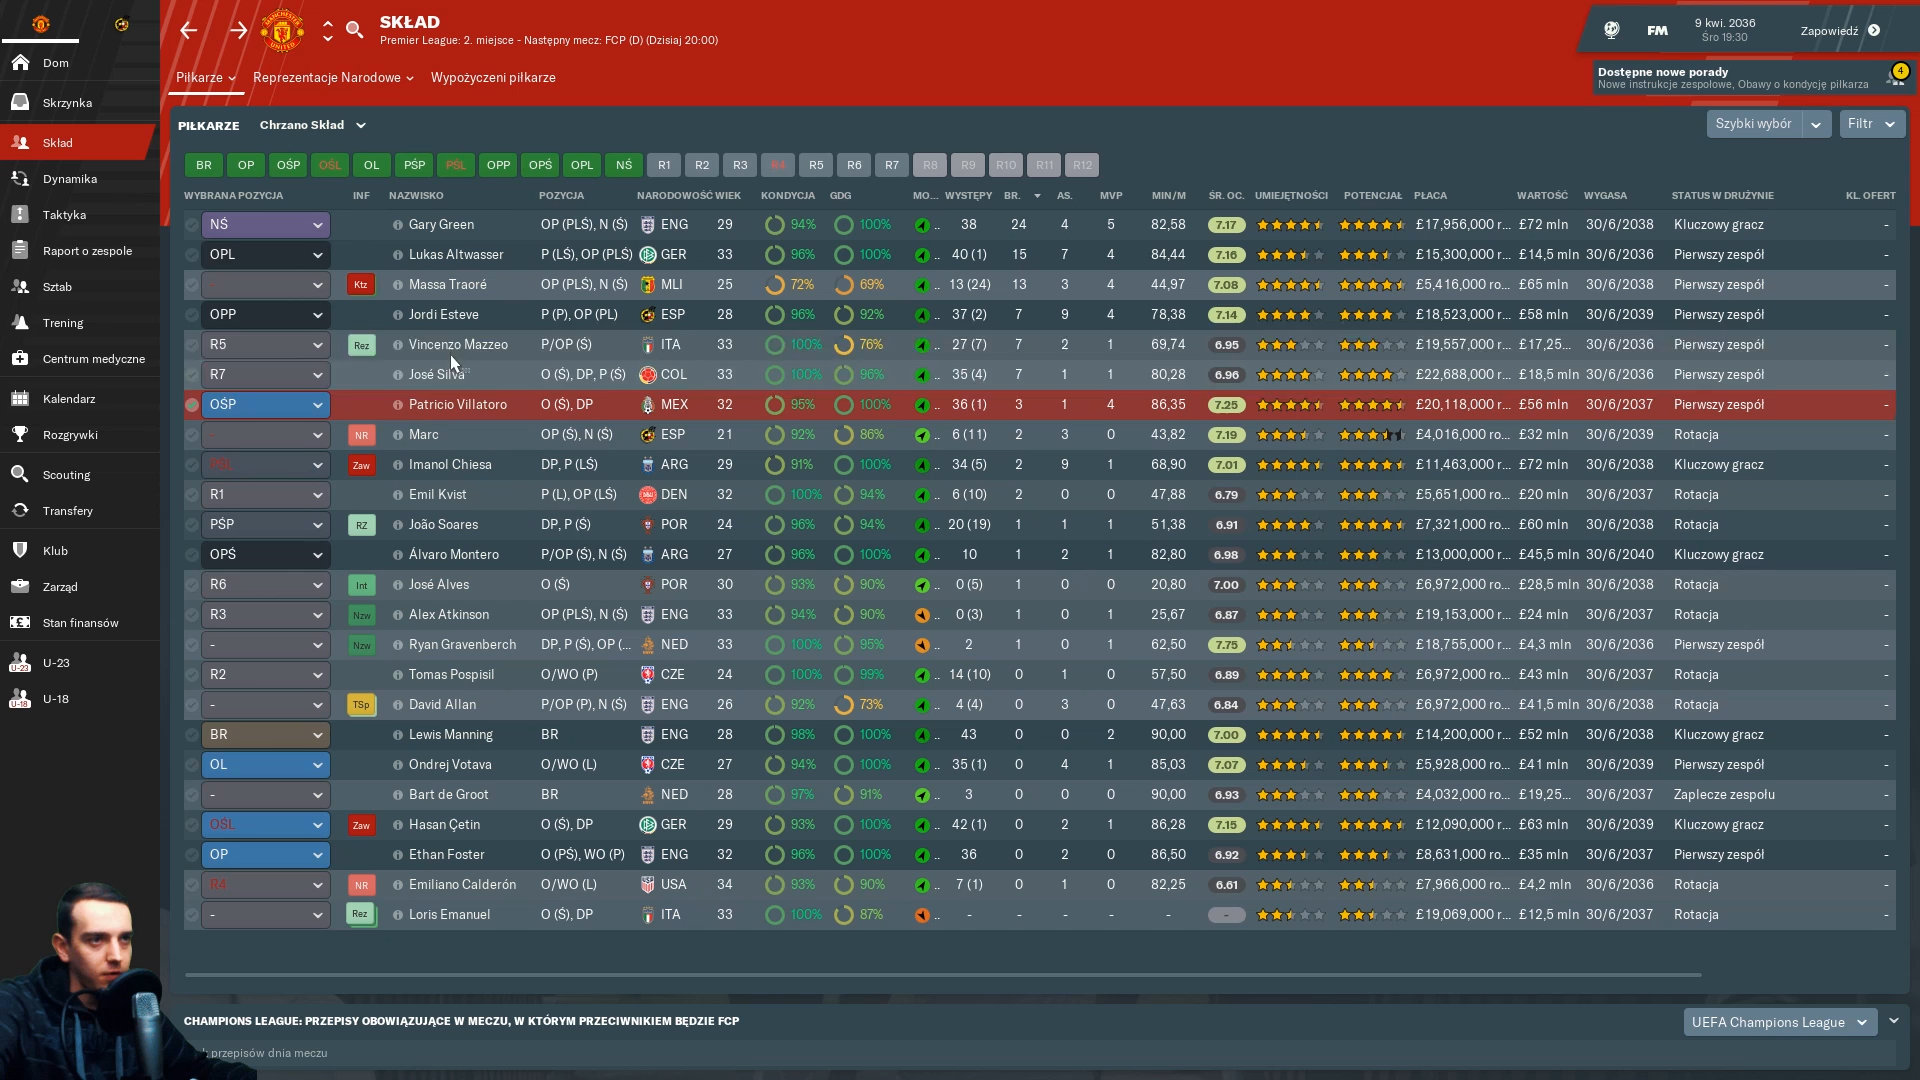 SKŁAD
Premier League: 2. miejsce - Następny mecz: FCP (D) (Dzisiaj 20:00)
FM
9 kwi. 2036
Śro 19:30
Zapowiedź
Piłkarze
Reprezentacje Narodowe
Wypożyczeni piłkarze
Dostępne nowe porady
Nowe instrukcje zespołowe, Obawy o kondycję piłkarza
4
Dom
Skrzynka
Skład
Dynamika
Taktyka
Raport o zespole
Sztab
Trening
Centrum medyczne
Kalendarz
Rozgrywki
Scouting
Transfery
Klub
Zarząd
Stan finansów
U-23
U-23
U-18
U-18
PIŁKARZE Chrzano Skład
Szybki wybór
Filtr
BR OP OŚP OŚL OL PŚP PŚL OPP OPŚ OPL NŚ R1 R2 R3 R4 R5 R6 R7 R8 R9 R10 R11 R12
WYBRANA POZYCJA INF NAZWISKO POZYCJA NARODOWOŚĆ WIEK KONDYCJA GDG MO... WYSTĘPY BR. AS. MVP MIN/M ŚR. OC. UMIEJĘTNOŚCI POTENCJAŁ PŁACA WARTOŚĆ WYGASA STATUS W DRUŻYNIE KL. OFERT
NŚ Gary Green OP (PLŚ), N (Ś) ENG 29 94% 100% .. 38 24 4 5 82,58 7.17 £17,956,000 r... £72 mln 30/6/2038 Kluczowy gracz -
OPL Lukas Altwasser P (LŚ), OP (PLŚ) GER 33 96% 100% .. 40 (1) 15 7 4 84,44 7.16 £15,300,000 r... £14,5 mln 30/6/2036 Pierwszy zespół -
- Ktz Massa Traoré OP (PLŚ), N (Ś) MLI 25 72% 69% .. 13 (24) 13 3 4 44,97 7.08 £5,416,000 ro... £65 mln 30/6/2038 Pierwszy zespół -
OPP Jordi Esteve P (P), OP (PL) ESP 28 96% 92% .. 37 (2) 7 9 4 78,38 7.14 £18,523,000 r... £58 mln 30/6/2039 Pierwszy zespół -
R5 Rez Vincenzo Mazzeo P/OP (Ś) ITA 33 100% 76% .. 27 (7) 7 2 1 69,74 6.95 £19,557,000 r... £17,25... 30/6/2037 Pierwszy zespół -
R7 José Silva O (Ś), DP, P (Ś) COL 33 100% 96% .. 35 (4) 7 1 1 80,28 6.96 £22,688,000 r... £18,5 mln 30/6/2036 Pierwszy zespół -
OŚP Patricio Villatoro O (Ś), DP MEX 32 95% 100% .. 36 (1) 3 1 4 86,35 7.25 £20,118,000 r... £56 mln 30/6/2037 Pierwszy zespół -
- NR Marc OP (Ś), N (Ś) ESP 21 92% 86% .. 6 (11) 2 3 0 43,82 7.19 £4,016,000 ro... £32 mln 30/6/2039 Rotacja -
PŚL Zaw Imanol Chiesa DP, P (LŚ) ARG 29 91% 100% .. 34 (5) 2 9 1 68,90 7.01 £11,463,000 r... £72 mln 30/6/2038 Kluczowy gracz -
R1 Emil Kvist P (L), OP (LŚ) DEN 32 100% 94% .. 6 (10) 2 0 0 47,88 6.79 £5,651,000 ro... £20 mln 30/6/2037 Rotacja -
PŚP RZ João Soares DP, P (Ś) POR 24 96% 94% .. 20 (19) 1 1 1 51,38 6.91 £7,321,000 ro... £60 mln 30/6/2038 Rotacja -
OPŚ Álvaro Montero P/OP (Ś), N (Ś) ARG 27 96% 100% .. 10 1 2 1 82,80 6.98 £13,000,000 r... £45,5 mln 30/6/2040 Kluczowy gracz -
R6 Int José Alves O (Ś) POR 30 93% 90% .. 0 (5) 1 0 0 20,80 7.00 £6,972,000 ro... £28,5 mln 30/6/2038 Rotacja -
R3 Nzw Alex Atkinson OP (PLŚ), N (Ś) ENG 33 94% 90% .. 0 (3) 1 0 1 25,67 6.87 £19,153,000 r... £24 mln 30/6/2037 Rotacja -
- Nzw Ryan Gravenberch DP, P (Ś), OP (... NED 33 100% 95% .. 2 1 0 1 62,50 7.75 £18,755,000 r... £4,3 mln 30/6/2036 Pierwszy zespół -
R2 Tomas Pospisil O/WO (P) CZE 24 100% 99% .. 14 (10) 0 1 0 57,50 6.89 £6,972,000 ro... £43 mln 30/6/2037 Rotacja -
- TSp David Allan P/OP (P), N (Ś) ENG 26 92% 73% .. 4 (4) 0 3 0 47,63 6.84 £6,972,000 ro... £41,5 mln 30/6/2038 Rotacja -
BR Lewis Manning BR ENG 28 98% 100% .. 43 0 0 2 90,00 7.00 £14,200,000 r... £52 mln 30/6/2038 Kluczowy gracz -
OL Ondrej Votava O/WO (L) CZE 27 94% 100% .. 35 (1) 0 4 1 85,03 7.07 £5,928,000 ro... £41 mln 30/6/2039 Pierwszy zespół -
- Bart de Groot BR NED 28 97% 91% .. 3 0 0 0 90,00 6.93 £4,032,000 ro... £19,25... 30/6/2037 Zaplecze zespołu -
OŚL Zaw Hasan Çetin O (Ś), DP GER 29 93% 100% .. 42 (1) 0 2 1 86,28 7.15 £12,090,000 r... £63 mln 30/6/2039 Kluczowy gracz -
OP Ethan Foster O (PŚ), WO (P) ENG 32 96% 100% .. 36 0 2 0 86,50 6.92 £8,631,000 ro... £35 mln 30/6/2037 Pierwszy zespół -
R4 NR Emiliano Calderón O/WO (L) USA 34 93% 90% .. 7 (1) 0 1 0 82,25 6.61 £7,966,000 ro... £4,2 mln 30/6/2036 Rotacja -
- Rez Loris Emanuel O (Ś), DP ITA 33 100% 87% .. - - - - - - £19,069,000 r... £12,5 mln 30/6/2037 Rotacja -
CHAMPIONS LEAGUE: PRZEPISY OBOWIĄZUJĄCE W MECZU, W KTÓRYM PRZECIWNIKIEM BĘDZIE FCP
UEFA Champions League
przepisów dnia meczu